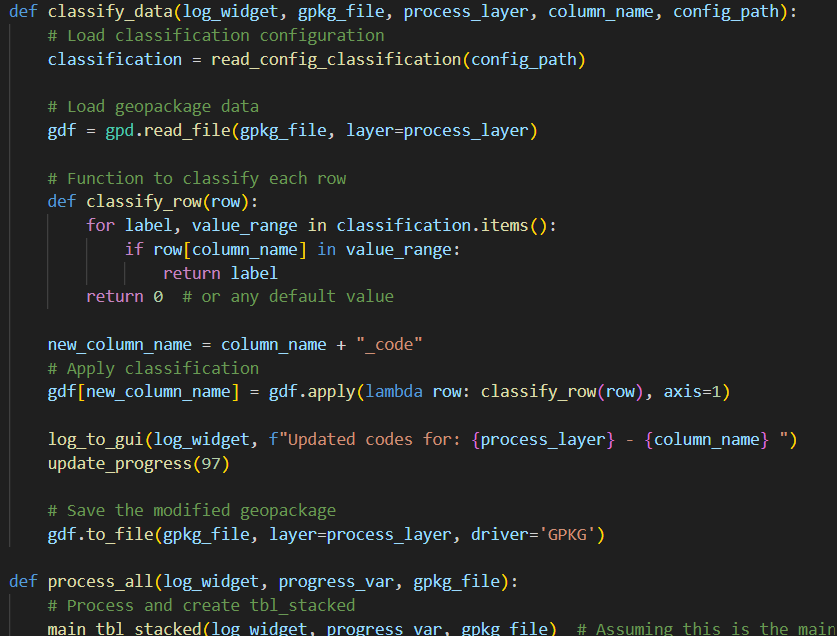 def classify_data(log_widget, gpkg_file, process_layer, column_name, config_path):
    # Load classification configuration
    classification = read_config_classification(config_path)

    # Load geopackage data
    gdf = gpd.read_file(gpkg_file, layer=process_layer)

    # Function to classify each row
    def classify_row(row):
        for label, value_range in classification.items():
            if row[column_name] in value_range:
                return label
        return 0  # or any default value

    new_column_name = column_name + "_code"
    # Apply classification
    gdf[new_column_name] = gdf.apply(lambda row: classify_row(row), axis=1)

    log_to_gui(log_widget, f"Updated codes for: {process_layer} - {column_name} ")
    update_progress(97)

    # Save the modified geopackage
    gdf.to_file(gpkg_file, layer=process_layer, driver='GPKG')

def process_all(log_widget, progress_var, gpkg_file):
    # Process and create tbl_stacked
    main_tbl_stacked(log_widget, progress_var, gpkg_file)  # Assuming this is the main